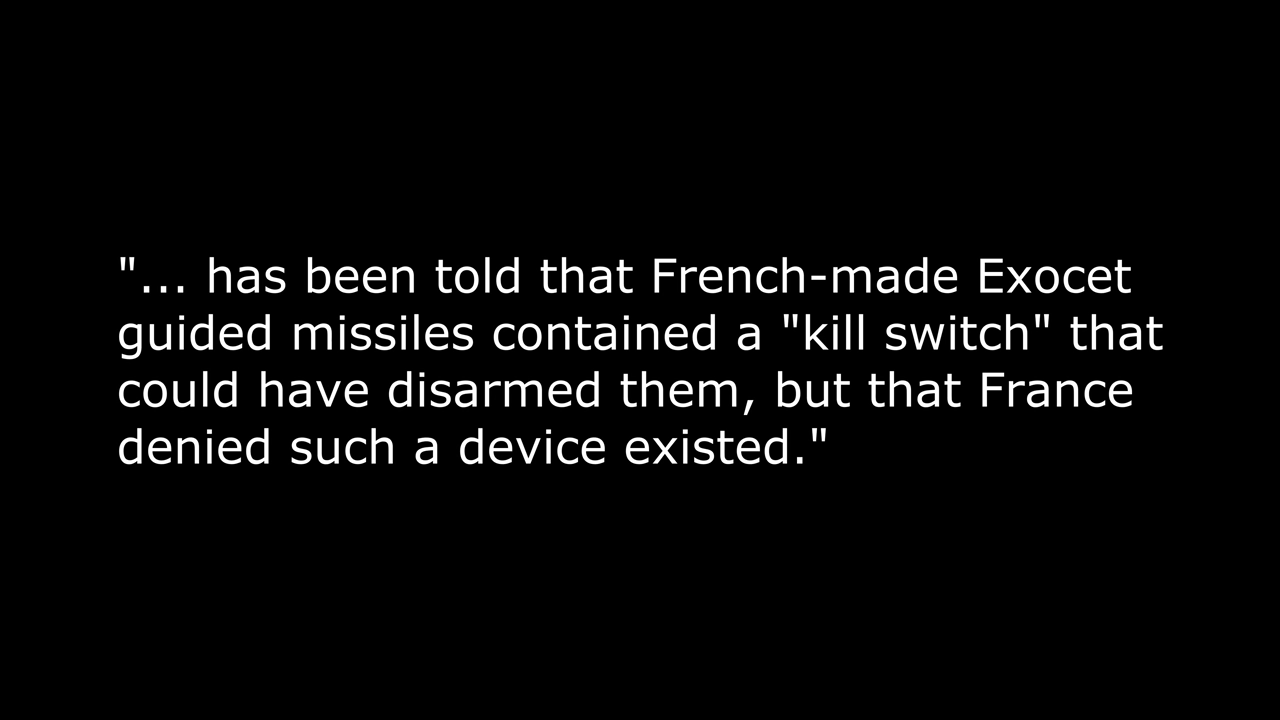 "... has been told that French-made Exocet
guided missiles contained a "kill switch" that
could have disarmed them, but that France
denied such a device existed."